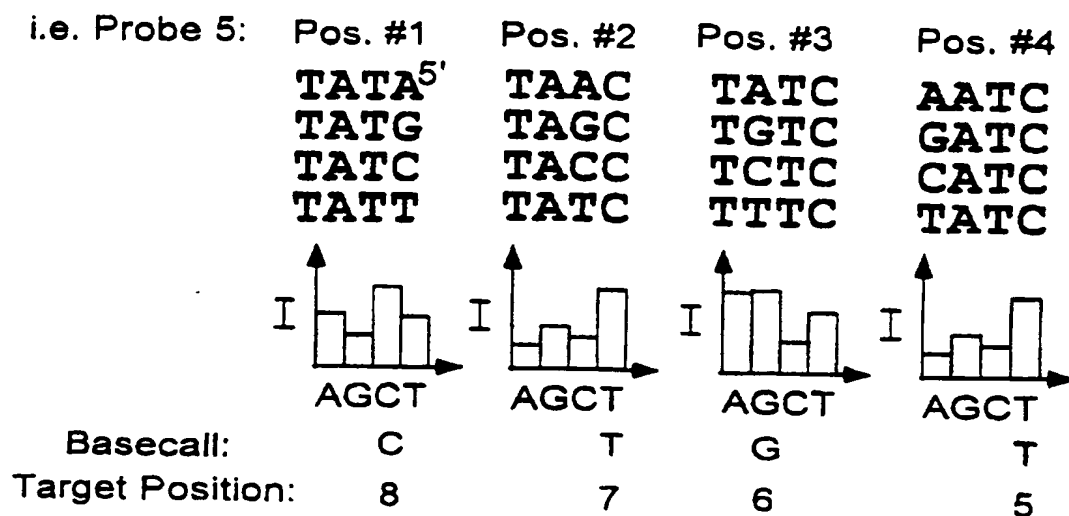 i.e. Probe 5: Pos. #1 Pos. #2 Pos. #3 Pos. #4
TATA5' TAAC TATC AATC
TATG TAGC TGTC GATC
TATC TACC TCTC CATC
TATT TATC TTTC TATC
I I I I
AGCT AGCT AGCT AGCT
Basecall: C T G T
Target Position: 8 7 6 5